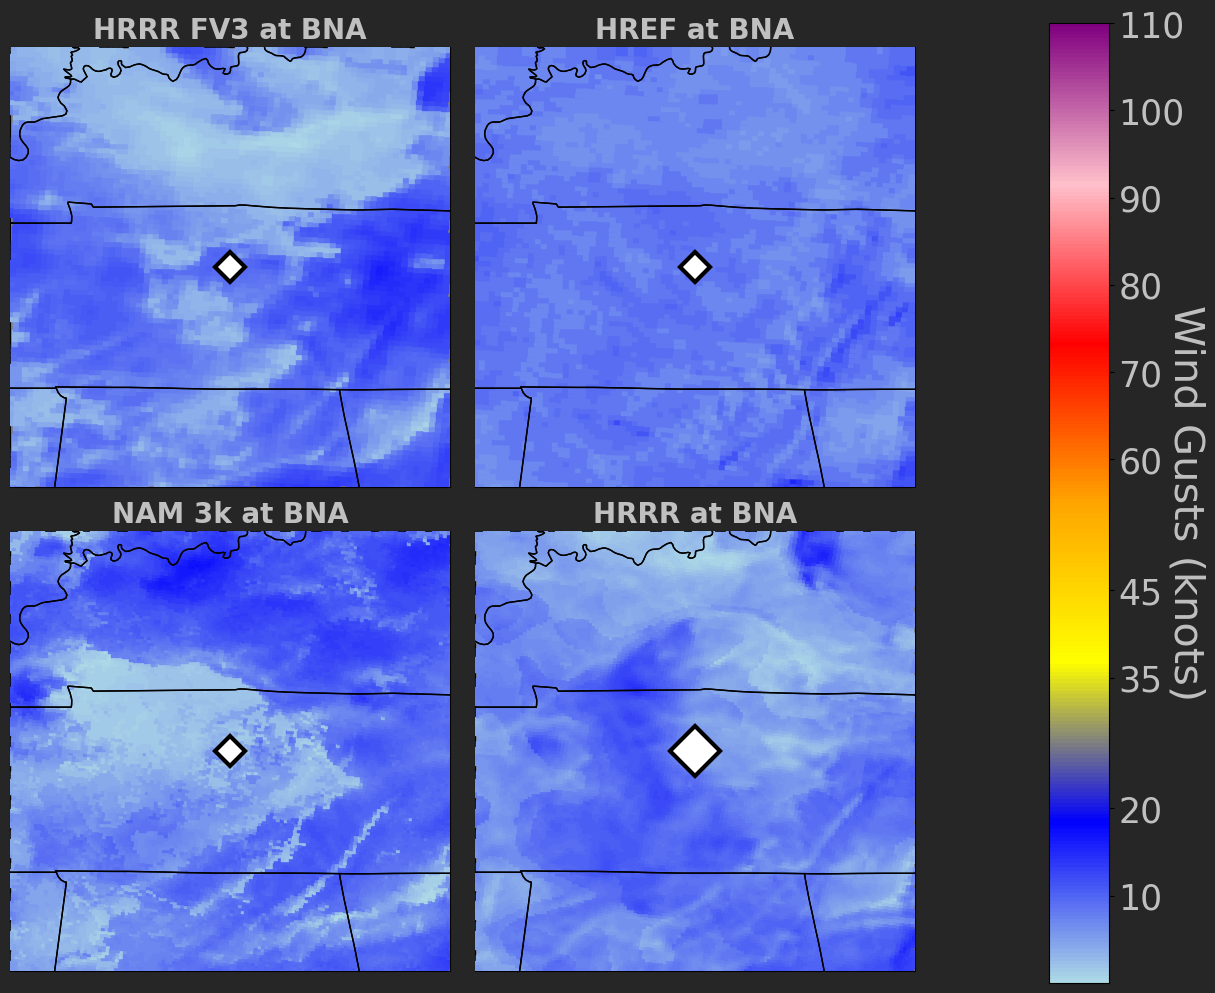 HRRR FV3 at BNA
HREF at BNA
NAM 3k at BNA
HRRR at BNA
110
100
90
80
70
60
45
35
20
10
Wind Gusts (knots)